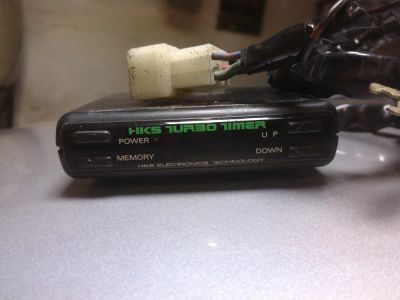 HKS TURBO TIMER
POWER UP
MEMORY DOWN
HKS ELECTRONICS TECHNOLOGY